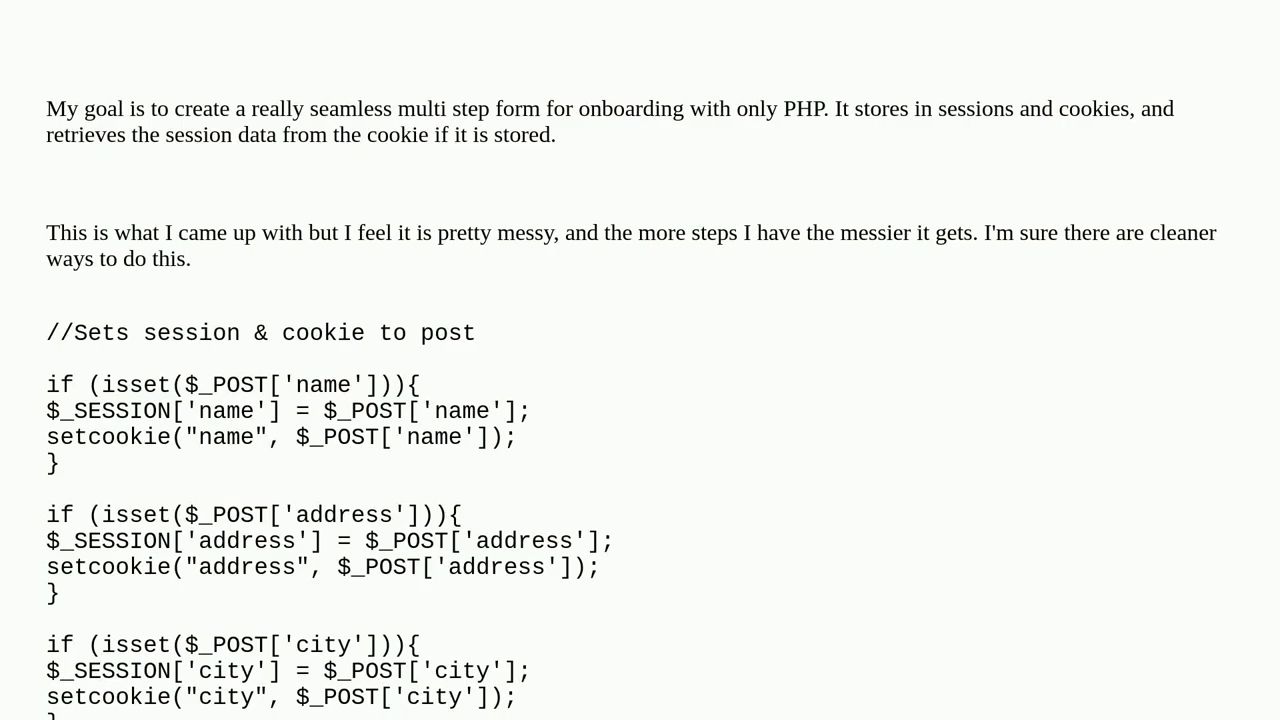 My goal is to create a really seamless multi step form for onboarding with only PHP. It stores in sessions and cookies, and
retrieves the session data from the cookie if it is stored.
This is what I came up with but I feel it is pretty messy, and the more steps I have the messier it gets. I'm sure there are cleaner
ways to do this.
//Sets session & cookie to post
if (isset($_POST['name'])){
$_SESSION['name'] = $_POST['name'];
setcookie("name", $_POST['name']);
}
if (isset($_POST['address'])){
$_SESSION['address'] = $_POST['address'];
setcookie("address", $_POST['address']);
}
if (isset($_POST['city'])){
$_SESSION['city'] = $_POST['city'];
setcookie("city", $_POST['city']);
}